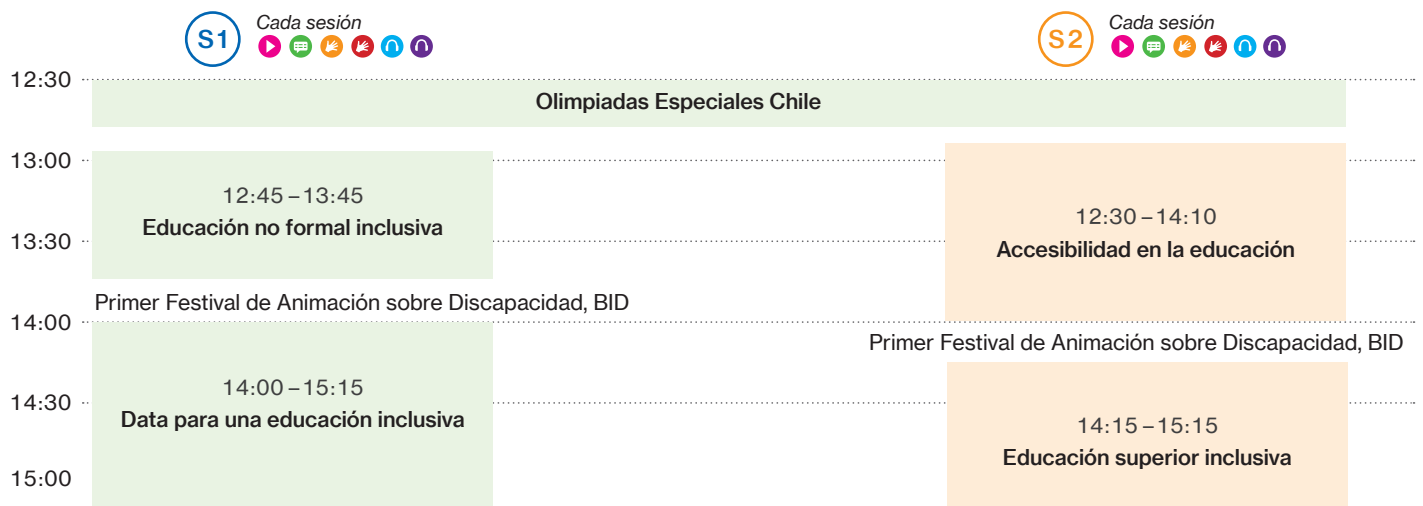 S1
Cada sesión
S2
Cada sesión
12:30
Olimpiadas Especiales Chile
13:00
12:45 – 13:45
Educación no formal inclusiva
12:30 – 14:10
Accesibilidad en la educación
13:30
Primer Festival de Animación sobre Discapacidad, BID
14:00
Primer Festival de Animación sobre Discapacidad, BID
14:00 – 15:15
Data para una educación inclusiva
14:30
14:15 – 15:15
Educación superior inclusiva
15:00